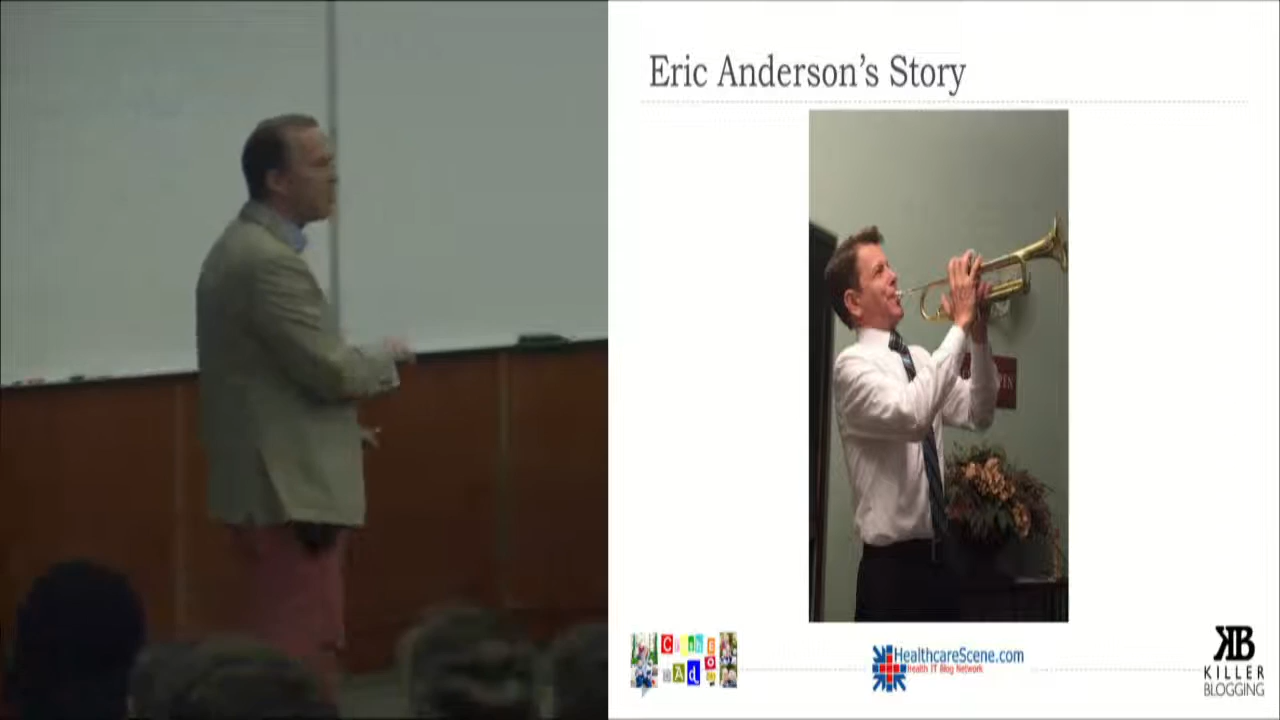 Eric Anderson's Story
HealthcareScene.com
Health IT Blog Network
KB
KILLER
BLOGGING